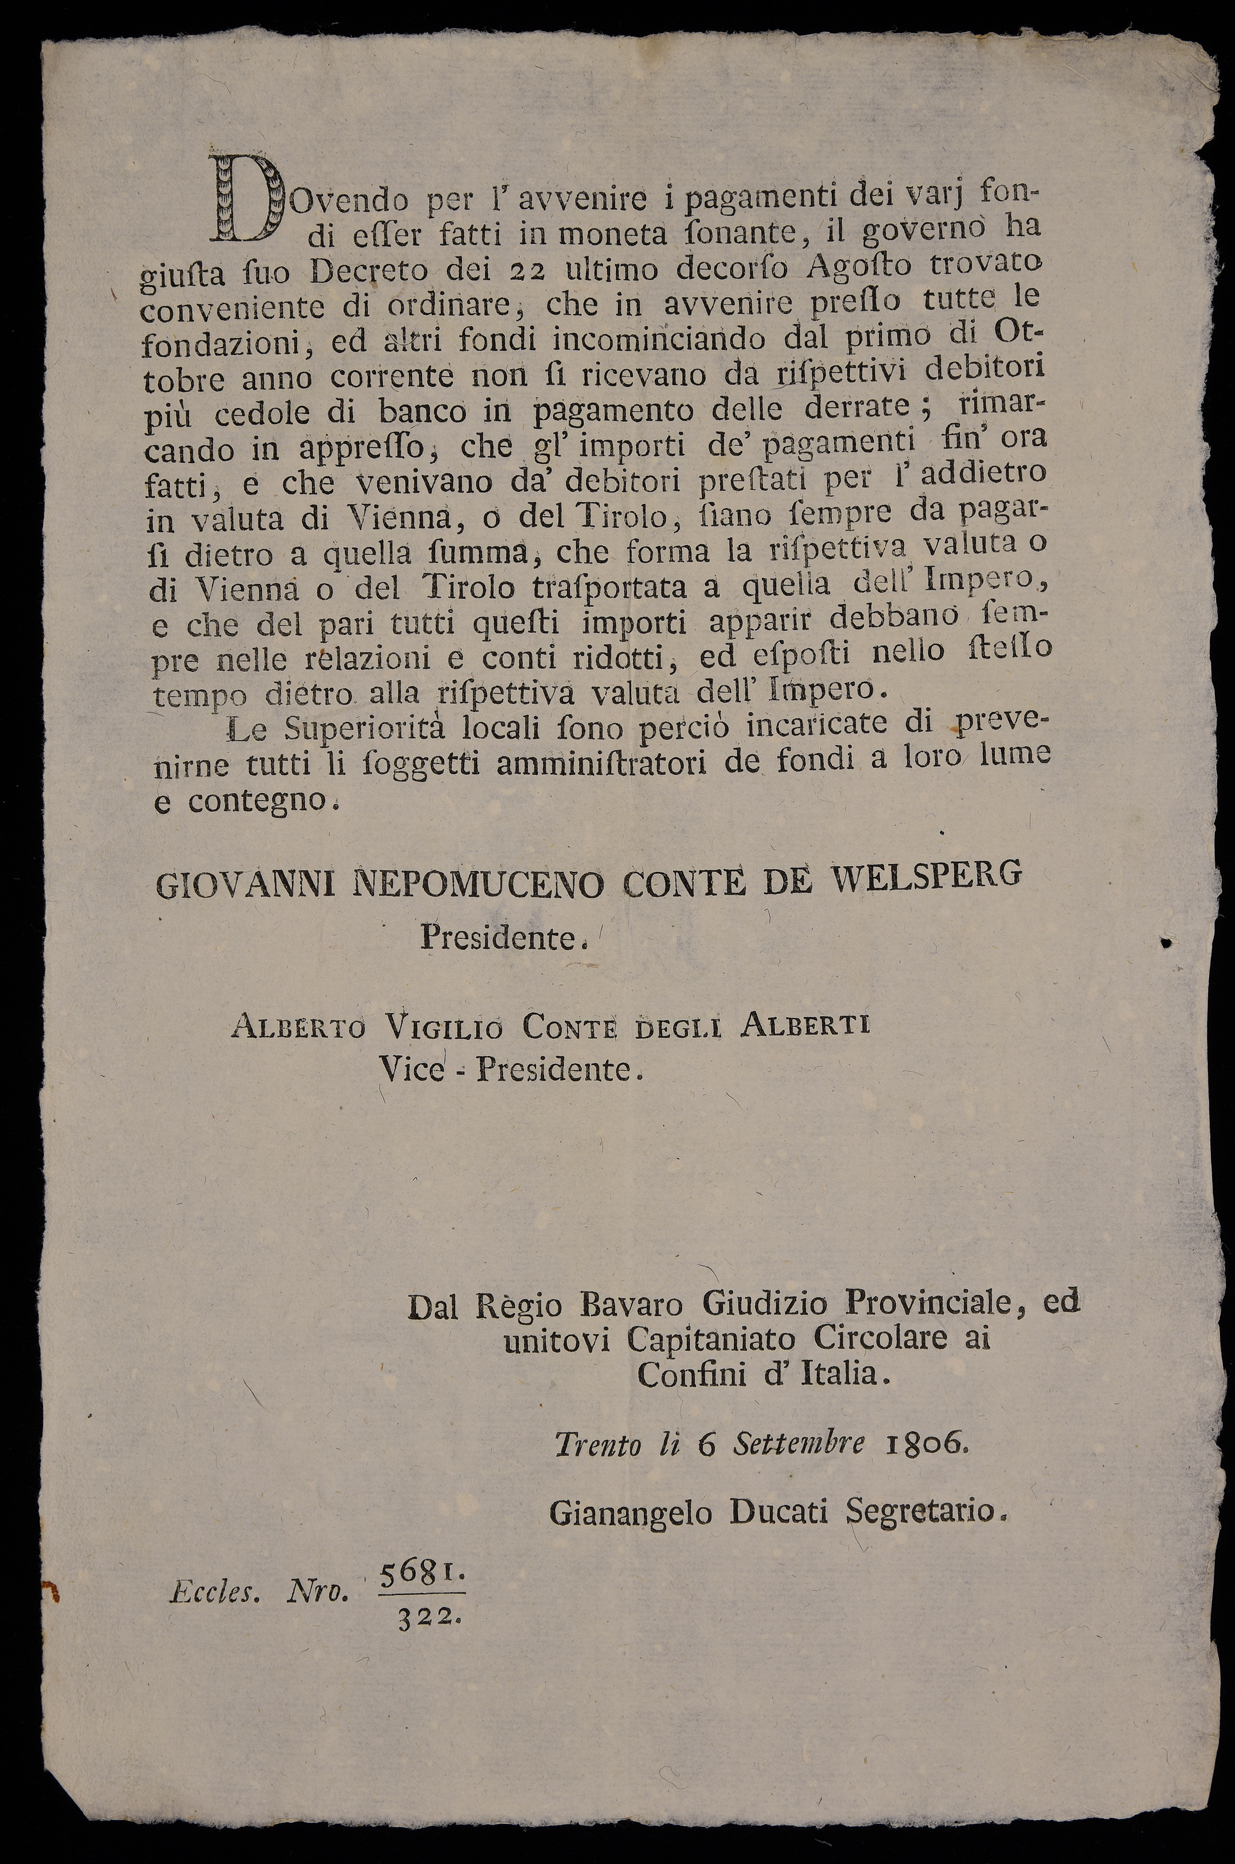 DOvendo per l' avvenire i pagamenti dei varj fon-
di eſſer fatti in moneta ſonante, il governo ha
giuſta ſuo Decreto dei 22 ultimo decorſo Agoſto trovato
conveniente di ordinare, che in avvenire preſſo tutte le
fondazioni, ed altri fondi incominciando dal primo di Ot-
tobre anno corrente non ſi ricevano da riſpettivi debitori
più cedole di banco in pagamento delle derrate; rimar-
cando in appreſſo, che gl' importi de' pagamenti fin' ora
fatti, e che venivano da' debitori preſtati per l' addietro
in valuta di Vienna, o del Tirolo, ſiano ſempre da pagar-
ſi dietro a quella ſumma, che forma la riſpettiva valuta o
di Vienna o del Tirolo traſportata a quella dell' Impero,
e che del pari tutti queſti importi apparir debbano ſem-
pre nelle relazioni e conti ridotti, ed eſpoſti nello ſteſſo
tempo dietro alla riſpettiva valuta dell' Impero.
Le Superiorità locali ſono perciò incaricate di preve-
nirne tutti li ſoggetti amminiſtratori de fondi a loro lume
e contegno.
GIOVANNI NEPOMUCENO CONTE DE WELSPERG
Presidente.
ALBERTO VIGILIO CONTE DEGLI ALBERTI
Vice - Presidente.
Dal Règio Bavaro Giudizio Provinciale, ed
unitovi Capitaniato Circolare ai
Confini d' Italia.
Trento li 6 Settembre 1806.
Gianangelo Ducati Segretario.
Eccles. Nro. 5681.
322.